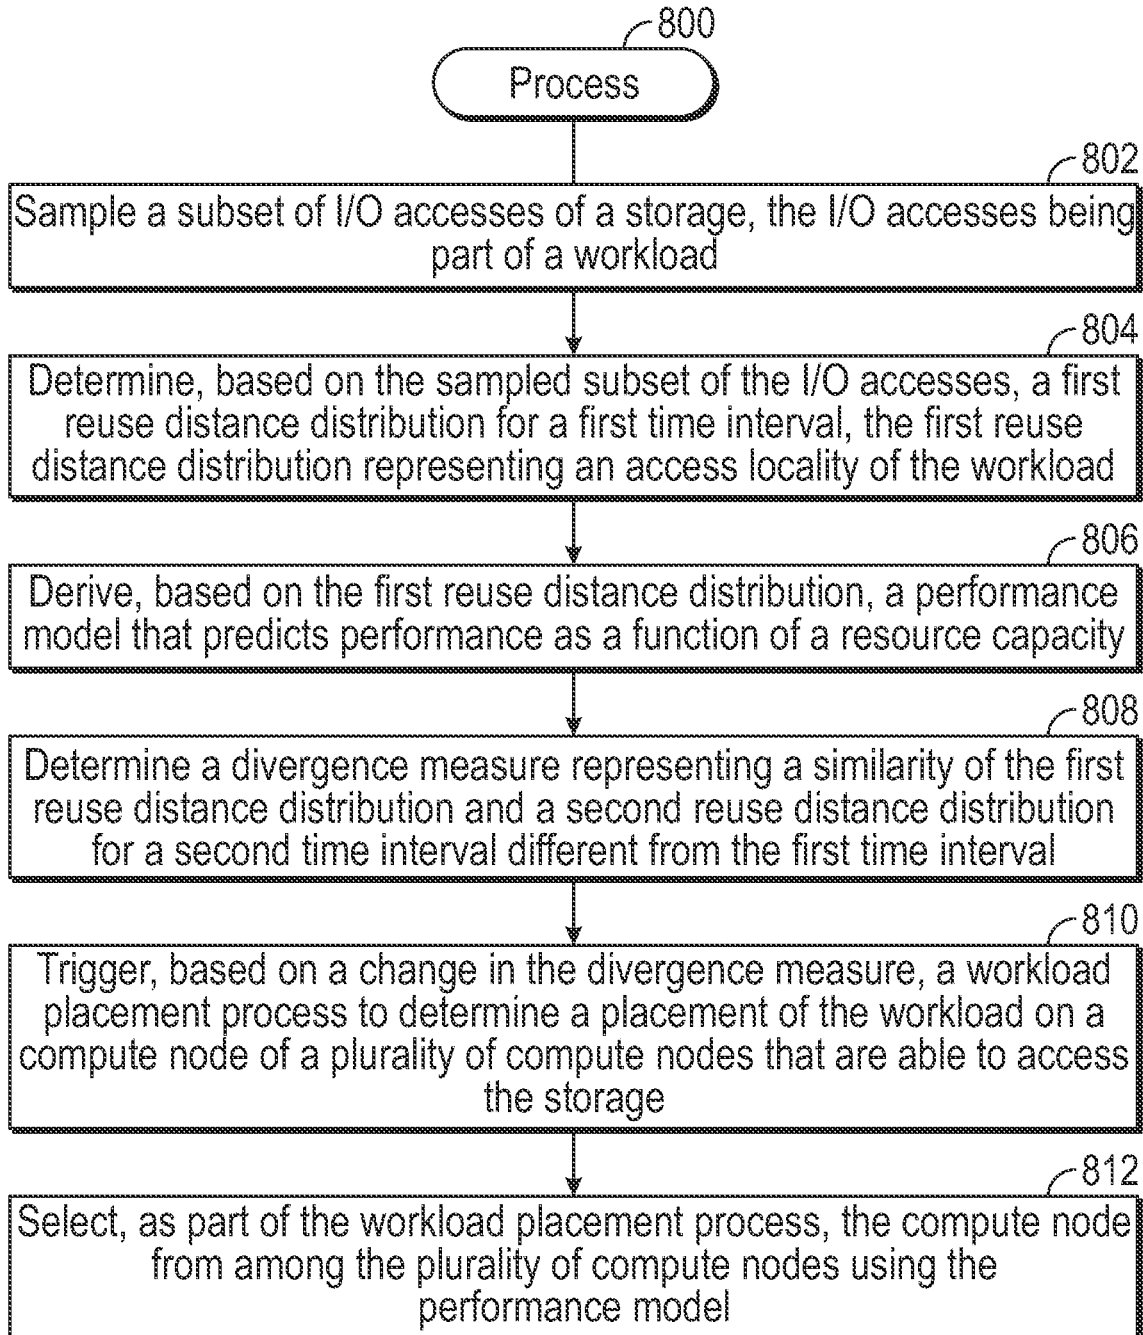 800
Process
802
Sample a subset of I/O accesses of a storage, the I/O accesses being
part of a workload
804
Determine, based on the sampled subset of the I/O accesses, a first
reuse distance distribution for a first time interval, the first reuse
distance distribution representing an access locality of the workload
806
Derive, based on the first reuse distance distribution, a performance
model that predicts performance as a function of a resource capacity
808
Determine a divergence measure representing a similarity of the first
reuse distance distribution and a second reuse distance distribution
for a second time interval different from the first time interval
810
Trigger, based on a change in the divergence measure, a workload
placement process to determine a placement of the workload on a
compute node of a plurality of compute nodes that are able to access
the storage
812
Select, as part of the workload placement process, the compute node
from among the plurality of compute nodes using the
performance model